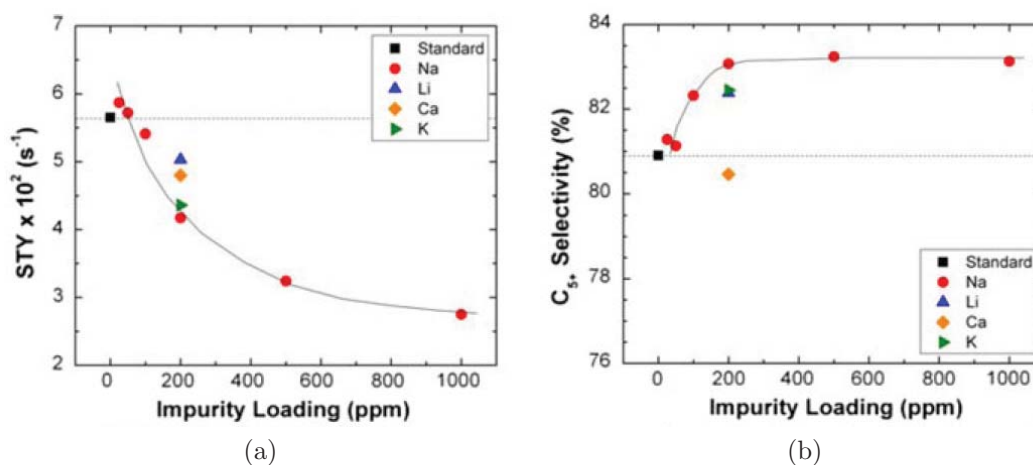 7
6
5
4
3
2
STY x 10² (s⁻¹)
0 200 400 600 800 1000
Impurity Loading (ppm)
Standard
Na
Li
Ca
K
(a)
84
82
80
78
76
C₅₊ Selectivity (%)
0 200 400 600 800 1000
Impurity Loading (ppm)
Standard
Na
Li
Ca
K
(b)